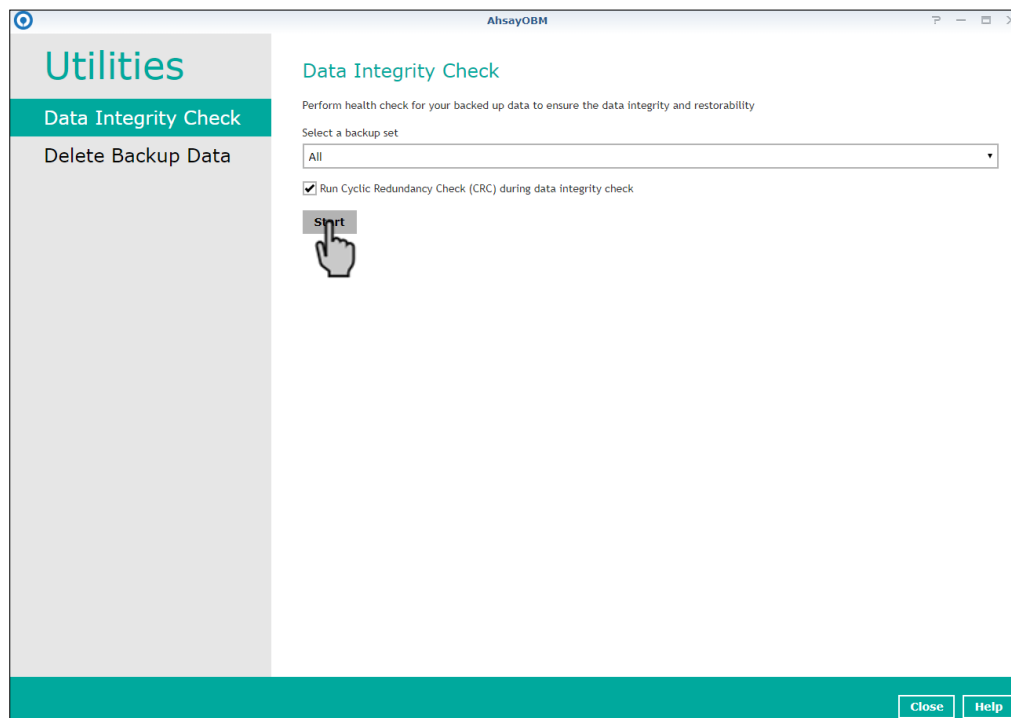 AhsayOBM
Utilities
Data Integrity Check
Delete Backup Data
Data Integrity Check
Perform health check for your backed up data to ensure the data integrity and restorability
Select a backup set
All
Run Cyclic Redundancy Check (CRC) during data integrity check
Start
Close
Help